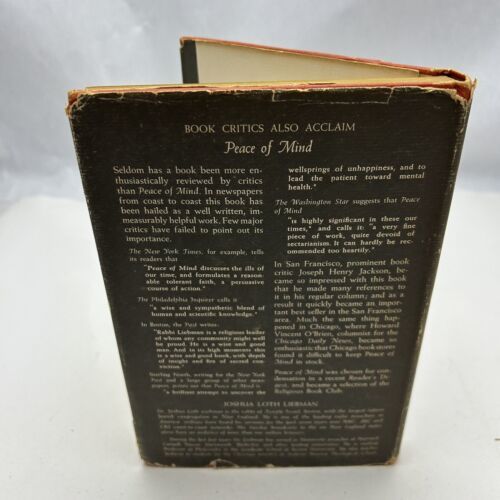 BOOK CRITICS ALSO ACCLAIM
Peace of Mind
Seldom has a book been more en-
thusiastically reviewed by critics
than Peace of Mind. In newspapers
from coast to coast this book has
been hailed as a well written, im-
measurably helpful work. Few major
critics have failed to point out its
importance.
The New York Times, for example, tells
its readers that
"Peace of Mind discusses the ills of
our time, and formulates a reason-
able tolerant faith, a persuasive
course of action."
The Philadelphia Inquirer calls it
"a wise and sympathetic blend of
human and scientific knowledge."
In Boston, the Post writes:
"Rabbi Liebman is a religious leader
of whom any community might well
be proud. He is a wise and good
man. And in its high moments this
is a wise and good book, with depth
of insight and fire of sacred con-
viction."
Sterling North, writing for the New York
Post and a large group of other news-
papers, points out that Peace of Mind is
"a brilliant attempt to uncover the
wellsprings of unhappiness, and to
lead the patient toward mental
health."
The Washington Star suggests that Peace
of Mind
"is highly significant in these our
times," and calls it: "a very fine
piece of work, quite devoid of
sectarianism. It can hardly be rec-
ommended too heartily."
In San Francisco, prominent book
critic Joseph Henry Jackson, be-
came so impressed with this book
that he made many references to
it in his regular column; and as a
result it quickly became an impor-
tant best seller in the San Francisco
area. Much the same thing hap-
pened in Chicago, where Howard
Vincent O'Brien, columnist for the
Chicago Daily News, became so
enthusiastic that Chicago bookstores
found it difficult to keep Peace of
Mind in stock.
Peace of Mind was chosen for con-
densation in a recent Reader's Di-
gest, and became a selection of the
Religious Book Club.
JOSHUA LOTH LIEBMAN